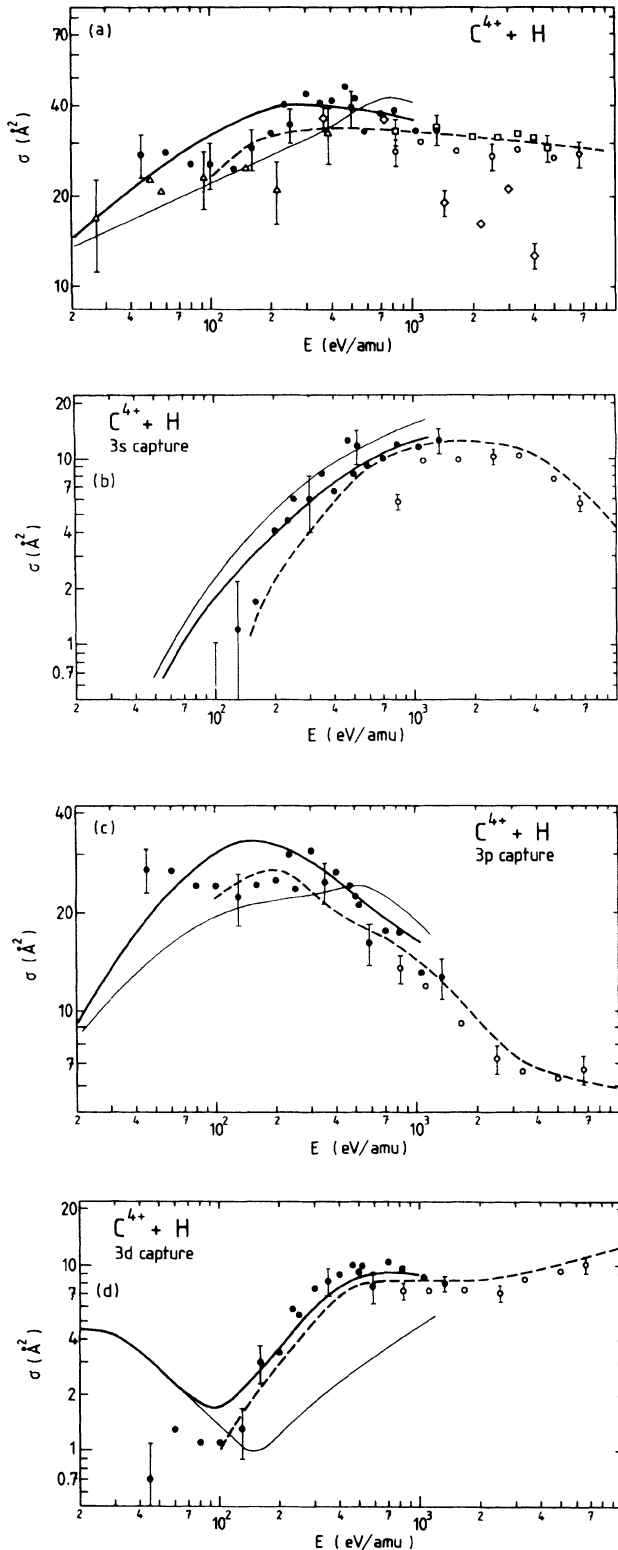 (a)
C⁴⁺ + H
70
40
20
10
σ (Å²)
2 4 7 10² 2 4 7 10³ 2 4 7
E (eV/amu)
C⁴⁺ + H
3s capture
(b)
20
10
7
4
1
0.7
σ (Å²)
2 4 7 10² 2 4 7 10³ 2 4 7
E (eV/amu)
(c)
C⁴⁺ + H
3p capture
40
20
10
7
σ (Å²)
2 4 7 10² 2 4 7 10³ 2 4 7
E (eV/amu)
C⁴⁺ + H
3d capture
(d)
20
10
7
4
2
1
0.7
σ (Å²)
2 4 7 10² 2 4 7 10³ 2 4 7
E (eV/amu)